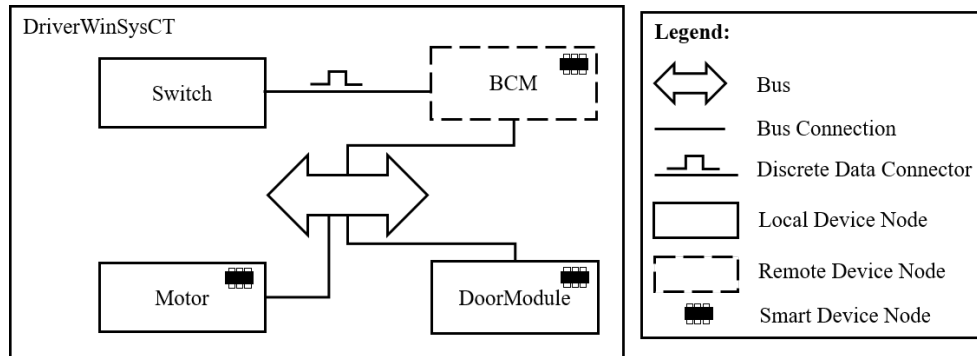 DriverWinSysCT
Switch
BCM
Motor
DoorModule
Legend:
Bus
Bus Connection
Discrete Data Connector
Local Device Node
Remote Device Node
Smart Device Node